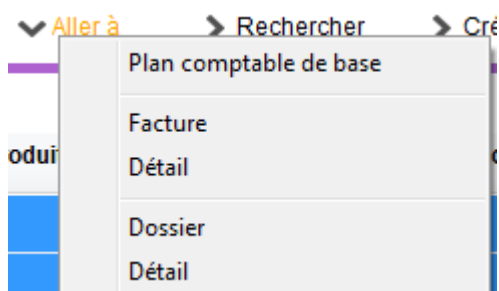 Aller à Rechercher Cré
Plan comptable de base
Facture
oduit
Détail
Dossier
Détail